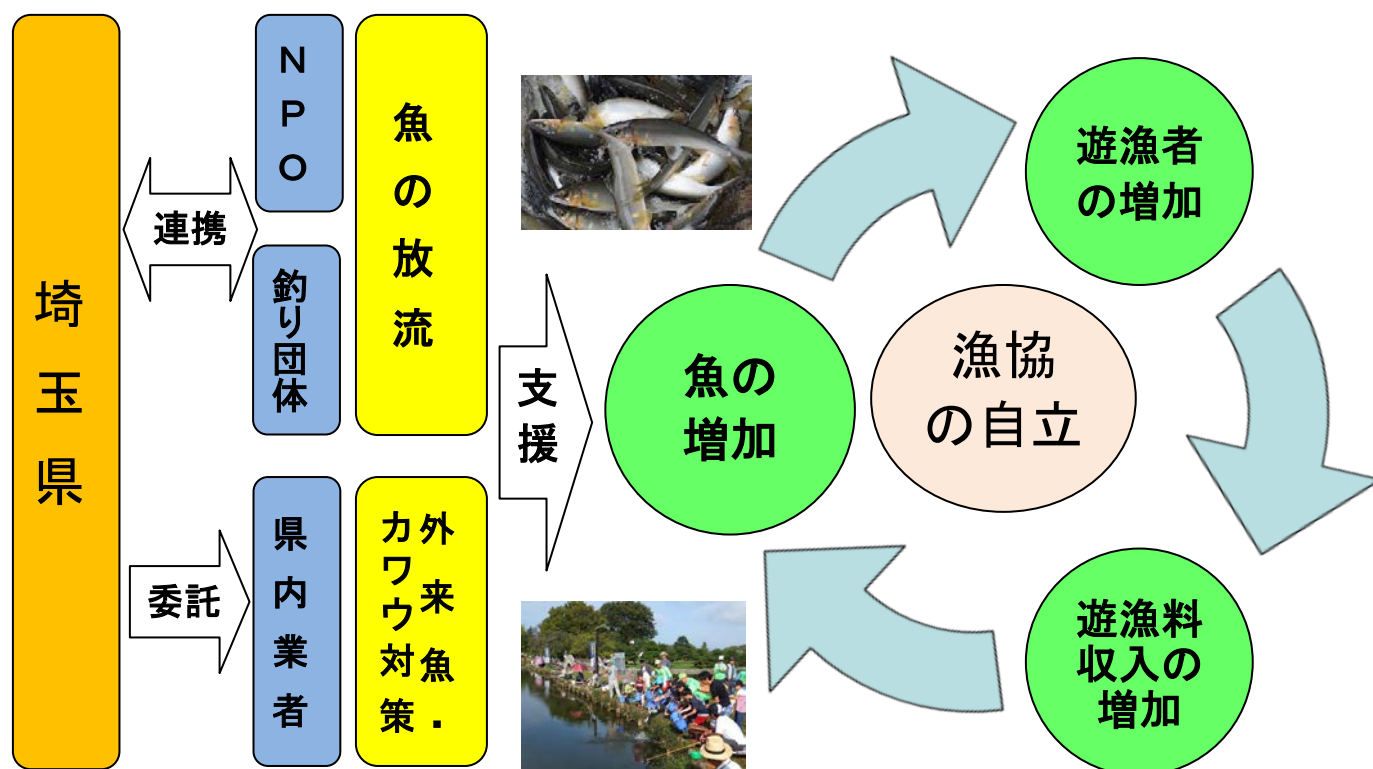 埼玉県
連携
委託
ＮＰＯ
釣り団体
県内業者
魚の放流
外来魚・
カワウ対策
支援
魚の
増加
遊漁者
の増加
漁協
の自立
遊漁料
収入の
増加